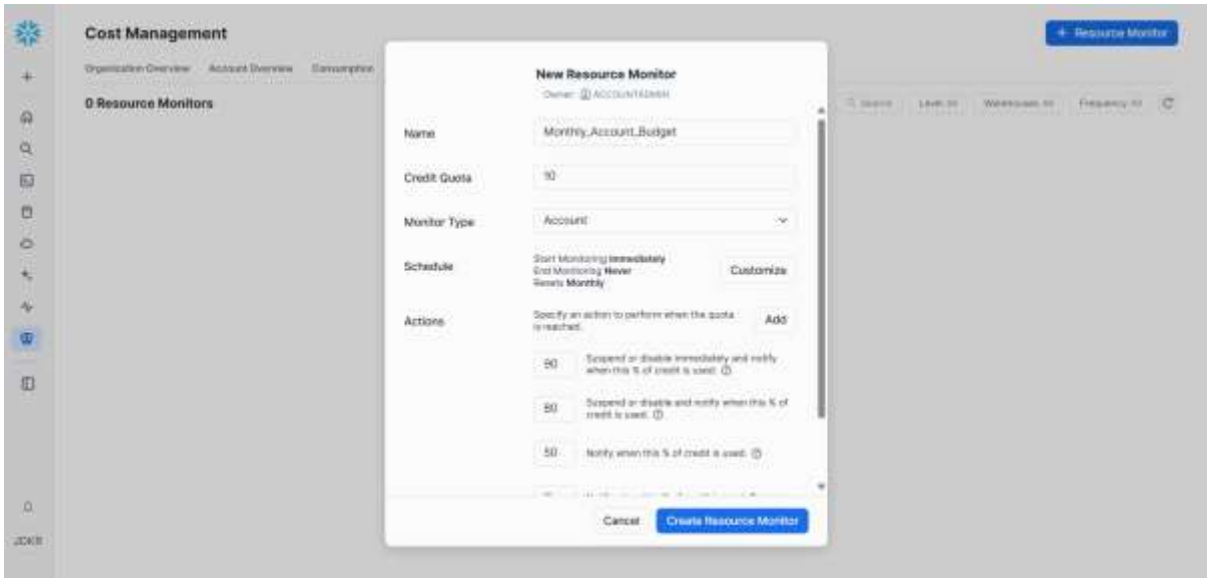 Cost Management
+ Resource Monitor
Organization Overview Account Overview Consumption
0 Resource Monitors
Search
New Resource Monitor
Owner: ACCOUNTADMIN
Name
Monthly_Account_Budget
Credit Quota
10
Monitor Type
Account
Schedule
Start Monitoring Immediately
End Monitoring Never
Resets Monthly
Customize
Actions
Specify an action to perform when the quota
is reached.
Add
90
Suspend or disable immediately and notify
when this % of credit is used.
80
Suspend or disable and notify when this % of
credit is used.
50
Notify when this % of credit is used.
Cancel
Create Resource Monitor